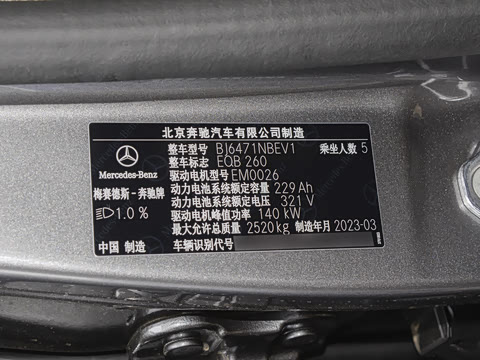 北京奔驰汽车有限公司制造
整车型号 BJ6471NBEV1 乘坐人数 5
整车标志 EQB 260
驱动电机型号 EM0026
Mercedes-Benz
动力电池系统额定容量 229 Ah
梅赛德斯－奔驰牌
动力电池系统额定电压 321 V
1.0 %
驱动电机峰值功率 140 kW
最大允许总质量 2520 kg 制造年月 2023-03
中国 制造
车辆识别代号